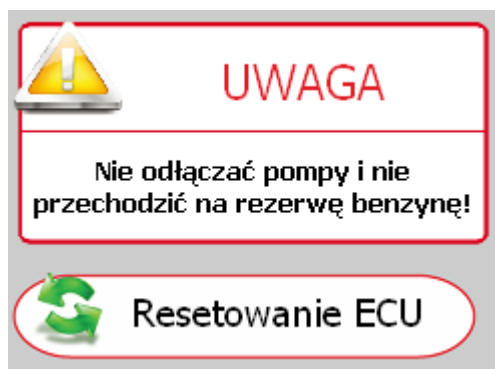 UWAGA
Nie odłączać pompy i nie
przechodzić na rezerwę benzynę!
Resetowanie ECU